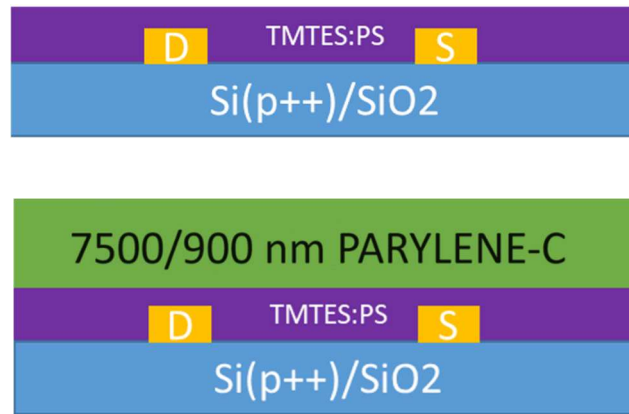 D TMTES:PS S
Si(p++)/SiO2
7500/900 nm PARYLENE-C
D TMTES:PS S
Si(p++)/SiO2